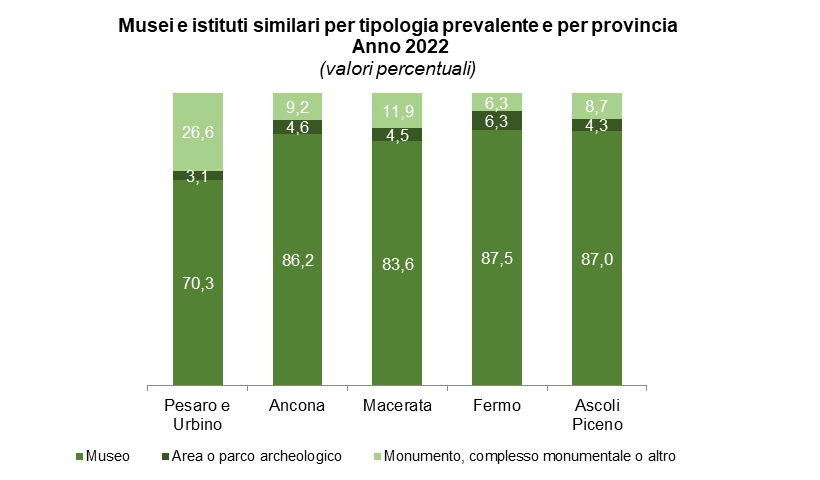 Musei e istituti similari per tipologia prevalente e per provincia
Anno 2022
(valori percentuali)
26,6
9,2
11,9
6,3
8,7
3,1
4,6
4,5
6,3
4,3
70,3
86,2
83,6
87,5
87,0
Pesaro e
Urbino
Ancona
Macerata
Fermo
Ascoli
Piceno
Museo
Area o parco archeologico
Monumento, complesso monumentale o altro